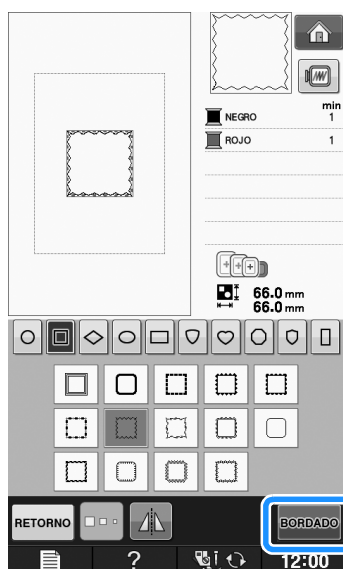 min
NEGRO 1
ROJO 1
66.0 mm
66.0 mm
RETORNO
BORDADO
?
12:00